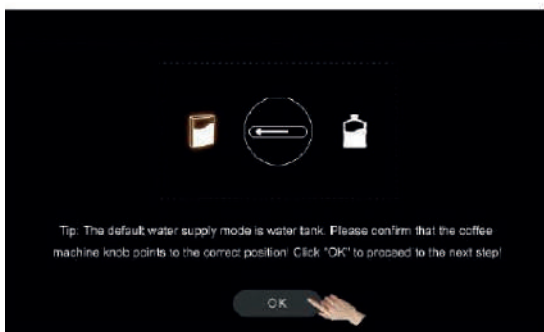 Tip: The default water supply mode is water tank. Please confirm that the coffee
machine knob points to the correct position! Click "OK" to proceed to the next step!
OK